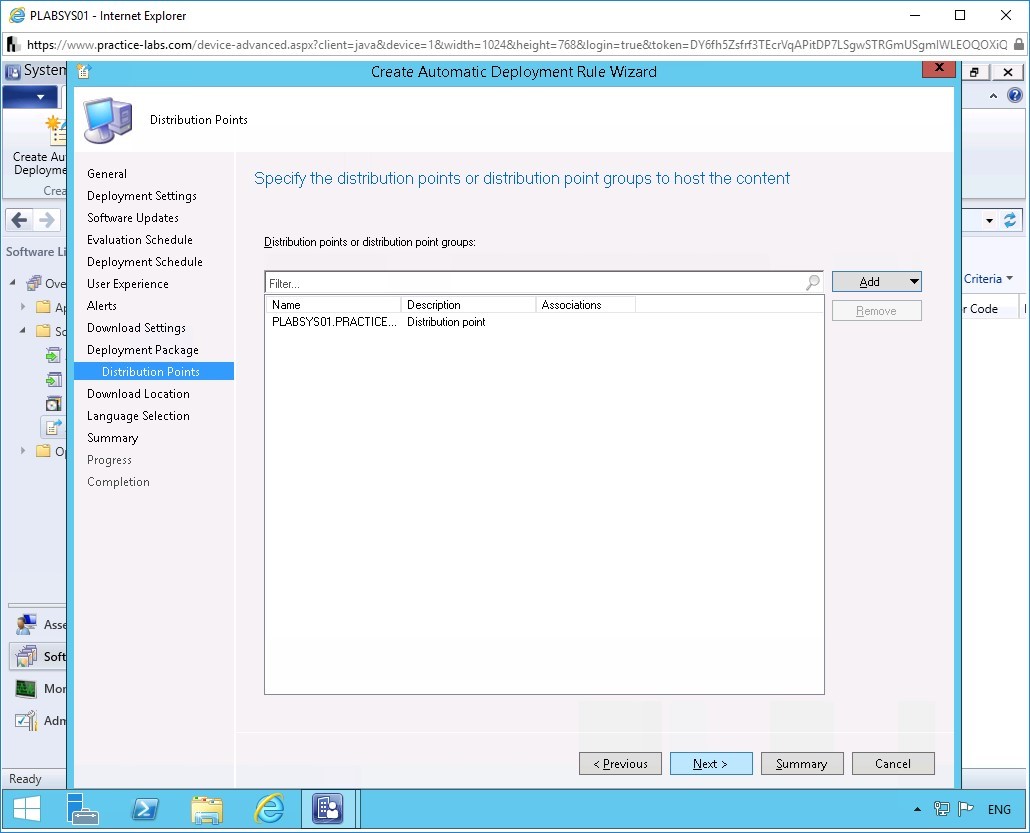 PLABSYS01 - Internet Explorer
https://www.practice-labs.com/device-advanced.aspx?client=java&device=1&width=1024&height=768&login=true&token=DY6fh5Zsfrf3TEcrVqAPitDP7LSgwSTRGmUSgmIWLEOQOXiQ
System
Create Automatic Deployment Rule Wizard
Distribution Points
Create Au
Deployme
Crea
Software Li
Ove
Ap
So
Op
Asse
Soft
Mor
Adm
Ready
General
Deployment Settings
Software Updates
Evaluation Schedule
Deployment Schedule
User Experience
Alerts
Download Settings
Deployment Package
Distribution Points
Download Location
Language Selection
Summary
Progress
Completion
Specify the distribution points or distribution point groups to host the content
Distribution points or distribution point groups:
Filter...
Add
Remove
Name Description Associations
PLABSYS01.PRACTICE... Distribution point
Criteria
r Code
< Previous Next > Summary Cancel
ENG